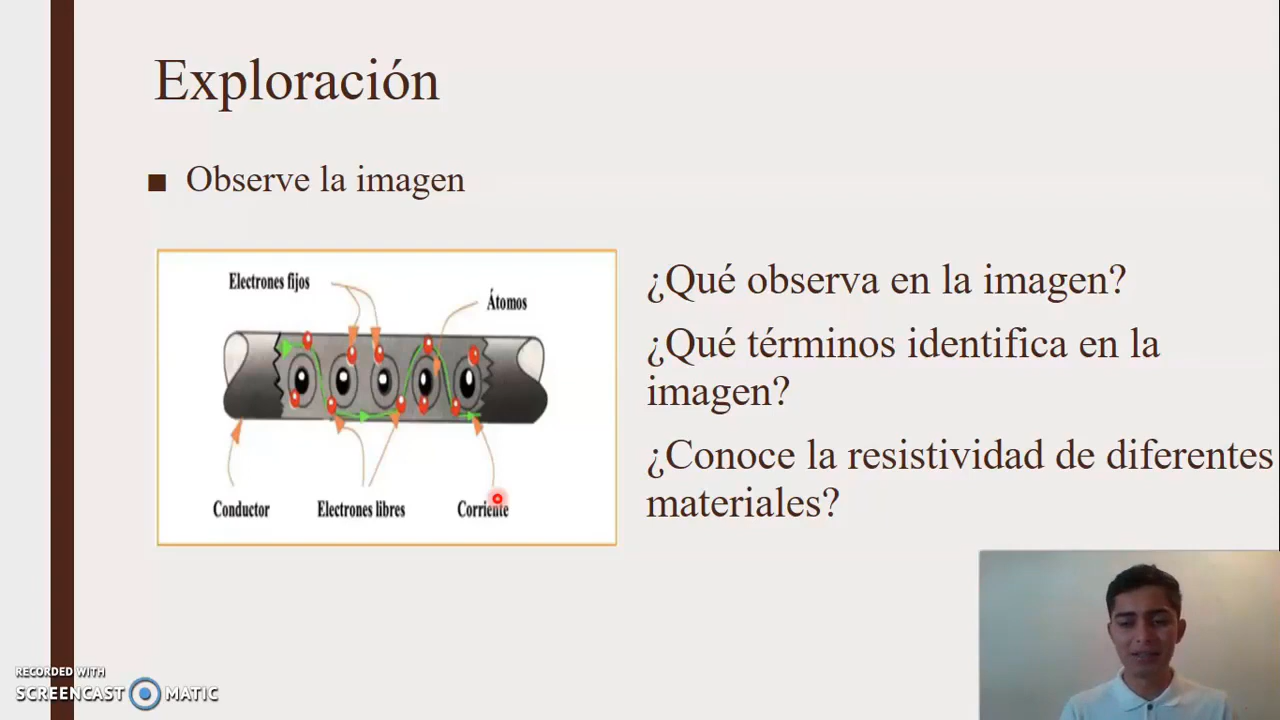 Exploración
Observe la imagen
Electrones fijos
Átomos
Conductor
Electrones libres
Corriente
¿Qué observa en la imagen?
¿Qué términos identifica en la
imagen?
¿Conoce la resistividad de diferentes
materiales?
RECORDED WITH
SCREENCAST MATIC